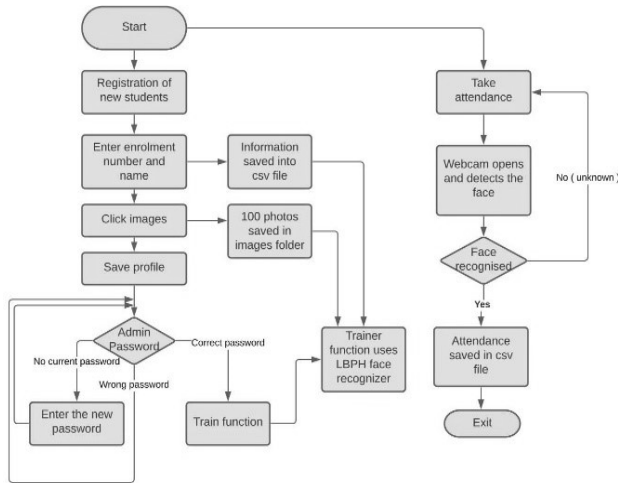 Start
Registration of
new students
Take
attendance
Enter enrolment
number and
name
Information
saved into
csv file
Webcam opens
and detects the
face
No ( unknown )
Click images
100 photos
saved in
images folder
Save profile
Face
recognised
Yes
Admin
Password
No current password
Correct password
Wrong password
Trainer
function uses
LBPH face
recognizer
Attendance
saved in csv
file
Enter the new
password
Train function
Exit